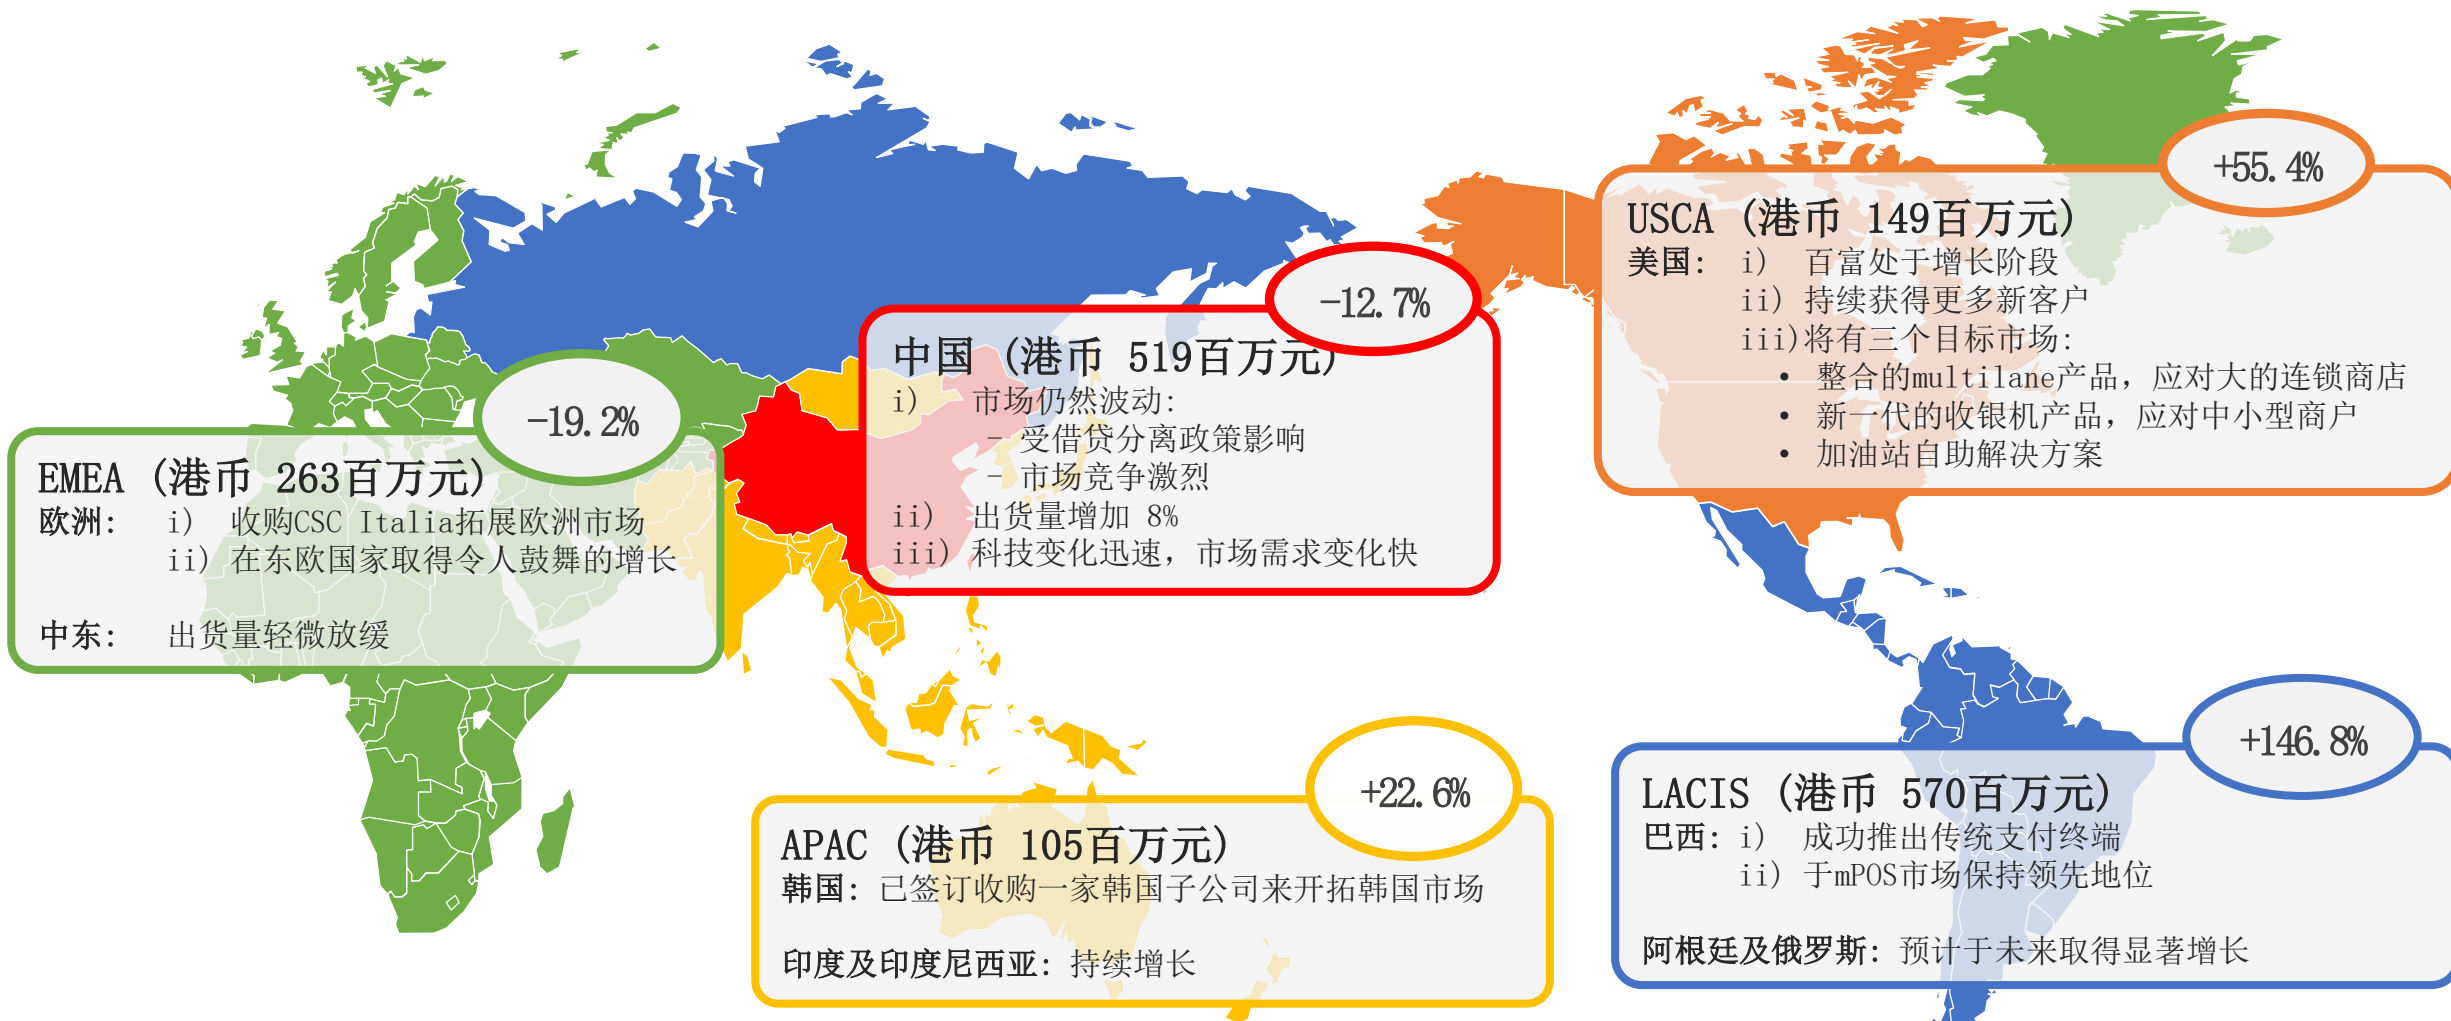 +55.4%
USCA (港币 149百万元)
美国: i) 百富处于增长阶段
ii) 持续获得更多新客户
iii)将有三个目标市场:
• 整合的multilane产品, 应对大的连锁商店
• 新一代的收银机产品, 应对中小型商户
• 加油站自助解决方案
-12.7%
中国 (港币 519百万元)
i) 市场仍然波动:
- 受借贷分离政策影响
- 市场竞争激烈
ii) 出货量增加 8%
iii) 科技变化迅速, 市场需求变化快
-19.2%
EMEA (港币 263百万元)
欧洲: i) 收购CSC Italia拓展欧洲市场
ii) 在东欧国家取得令人鼓舞的增长
中东: 出货量轻微放缓
+22.6%
APAC (港币 105百万元)
韩国: 已签订收购一家韩国子公司来开拓韩国市场
印度及印度尼西亚: 持续增长
+146.8%
LACIS (港币 570百万元)
巴西: i) 成功推出传统支付终端
ii) 于mPOS市场保持领先地位
阿根廷及俄罗斯: 预计于未来取得显著增长